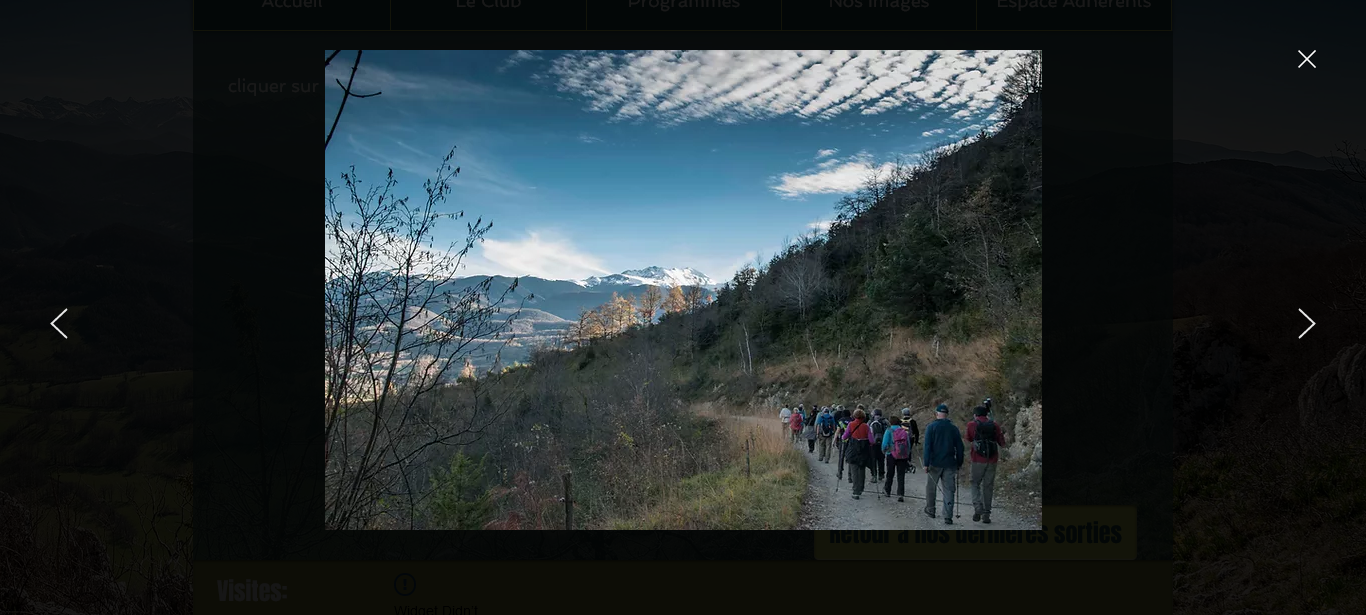 Accueil
Le Club
Programmes
Nos images
Espace Adhérents
cliquer sur
Retour à nos dernières sorties
Visites:
Widget Didn't